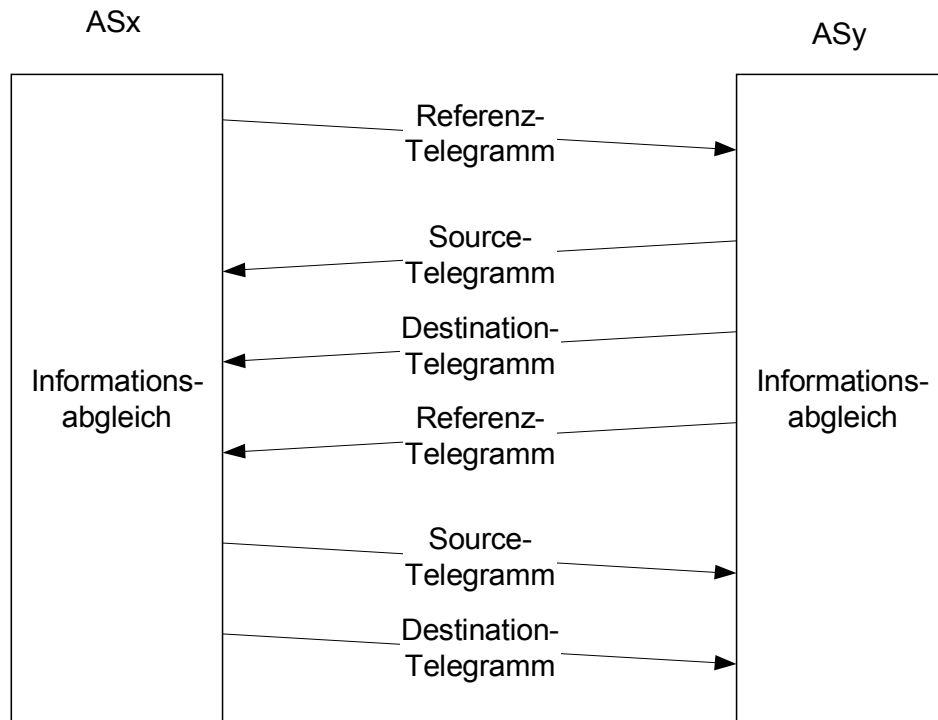 ASx
ASy
Referenz-
Telegramm
Source-
Telegramm
Destination-
Telegramm
Informations-
abgleich
Informations-
abgleich
Referenz-
Telegramm
Source-
Telegramm
Destination-
Telegramm